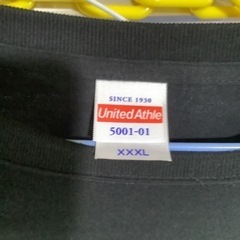 SINCE 1930
United Athle
5001-01
XXXL